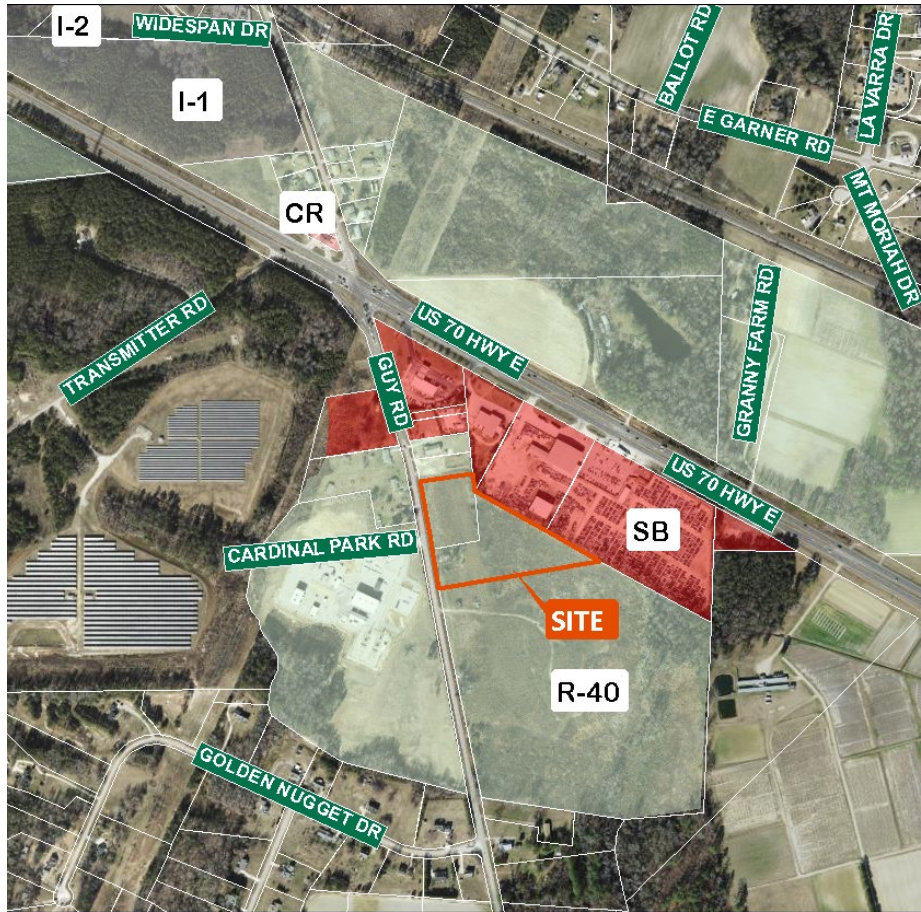 I-2
WIDESPAN DR
I-1
BALLOT RD
LA VARRA DR
E GARNER RD
MT MORIAH DR
CR
TRANSMITTER RD
US 70 HWY E
GUY RD
GRANNY FARM RD
US 70 HWY E
SB
CARDINAL PARK RD
SITE
R-40
GOLDEN NUGGET DR